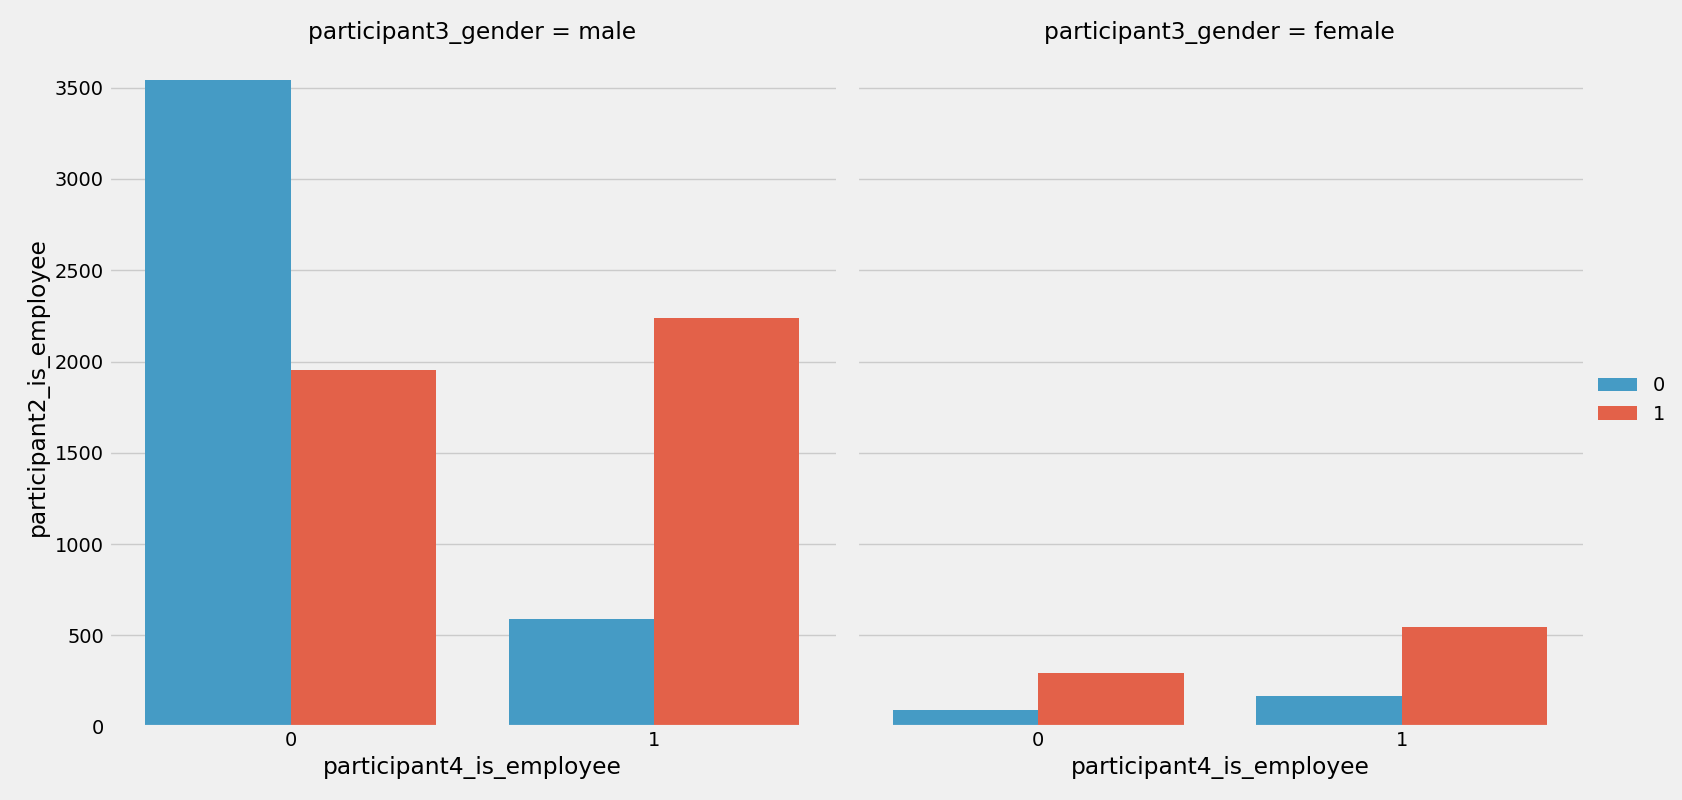 participant3_gender = male
participant3_gender = female
participant2_is_employee
3500
3000
2500
2000
1500
1000
500
0
0
1
0
1
participant4_is_employee
participant4_is_employee
0
1